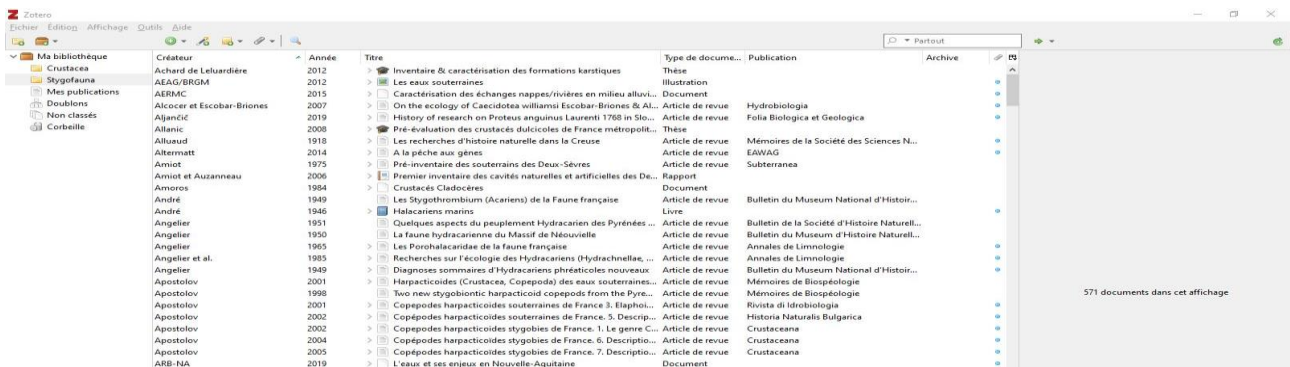 Zotero
Fichier Édition Affichage Outils Aide
Partout
Ma bibliothèque
Crustacea
Stygofauna
Mes publications
Doublons
Non classés
Corbeille
Créateur Année Titre Type de docume... Publication Archive
Achard de Leluardière 2012 Inventaire & caractérisation des formations karstiques Thèse
AEAG/BRGM 2012 Les eaux souterraines Illustration
AERMC 2015 Caractérisation des échanges nappes/rivières en milieu alluvi... Document
Alcocer et Escobar-Briones 2007 On the ecology of Caecidotea williamsi Escobar-Briones & Al... Article de revue Hydrobiologia
Aljančič 2019 History of research on Proteus anguinus Laurenti 1768 in Slo... Article de revue Folia Biologica et Geologica
Allanic 2008 Pré-évaluation des crustacés dulcicoles de France métropolit... Thèse
Alluaud 1918 Les recherches d'histoire naturelle dans la Creuse Article de revue Mémoires de la Société des Sciences N...
Altermatt 2014 A la pêche aux gènes Article de revue EAWAG
Amiot 1975 Pré-inventaire des souterrains des Deux-Sèvres Article de revue Subterranea
Amiot et Auzanneau 2006 Premier inventaire des cavités naturelles et artificielles des De... Rapport
Amoros 1984 Crustacés Cladocères Document
André 1949 Les Stygothrombium (Acariens) de la Faune française Article de revue Bulletin du Museum National d'Histoir...
André 1946 Halacariens marins Livre
Angelier 1951 Quelques aspects du peuplement Hydracarien des Pyrénées ... Article de revue Bulletin de la Société d'Histoire Naturell...
Angelier 1950 La faune hydracarienne du Massif de Néouvielle Article de revue Bulletin du Museum d'Histoire Naturell...
Angelier 1965 Les Porohalacaridae de la faune française Article de revue Annales de Limnologie
Angelier et al. 1985 Recherches sur l'écologie des Hydracariens (Hydrachnellae, ... Article de revue Annales de Limnologie
Angelier 1949 Diagnoses sommaires d'Hydracariens phréaticoles nouveaux Article de revue Bulletin du Museum National d'Histoir...
Apostolov 2001 Harpacticoides (Crustacea, Copepoda) des eaux souterraines... Article de revue Mémoires de Biospéologie
Apostolov 1998 Two new stygobiontic harpacticoid copepods from the Pyre... Article de revue Mémoires de Biospéologie
Apostolov 2001 Copepodes harpacticoides souterraines de France 3. Elaphoi... Article de revue Rivista di Idrobiologia
Apostolov 2002 Copépodes harpacticoides souterraines de France. 5. Descrip... Article de revue Historia Naturalis Bulgarica
Apostolov 2002 Copepodes harpacticoides stygobies de France. 1. Le genre C... Article de revue Crustaceana
Apostolov 2004 Copépodes harpacticoïdes stygobies de France. 6. Descriptio... Article de revue Crustaceana
Apostolov 2005 Copépodes harpacticoïdes stygobies de France. 7. Descriptio... Article de revue Crustaceana
ARB-NA 2019 L'eaux et ses enjeux en Nouvelle-Aquitaine Document
571 documents dans cet affichage